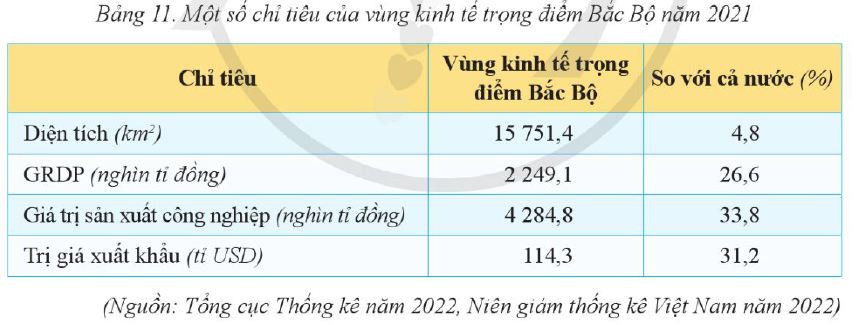 Bảng 11. Một số chỉ tiêu của vùng kinh tế trọng điểm Bắc Bộ năm 2021
Chỉ tiêu Vùng kinh tế trọng điểm Bắc Bộ So với cả nước (%)
Diện tích (km²) 15 751,4 4,8
GRDP (nghìn tỉ đồng) 2 249,1 26,6
Giá trị sản xuất công nghiệp (nghìn tỉ đồng) 4 284,8 33,8
Trị giá xuất khẩu (tỉ USD) 114,3 31,2
(Nguồn: Tổng cục Thống kê năm 2022, Niên giám thống kê Việt Nam năm 2022)